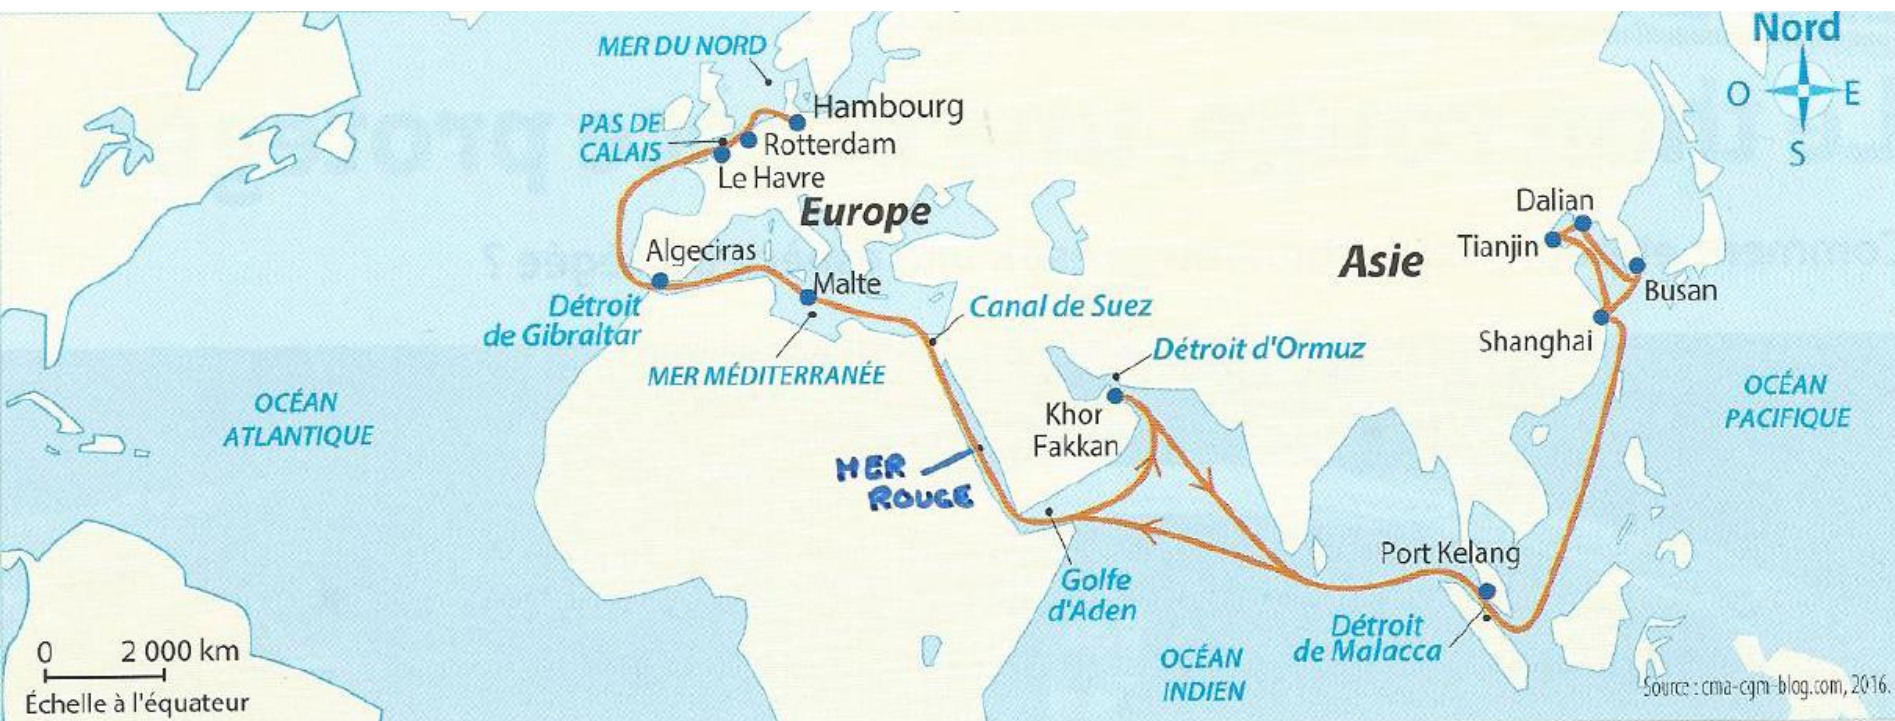 Nord
O
E
S
MER DU NORD
Hambourg
PAS DE
CALAIS
Rotterdam
Le Havre
Europe
Algeciras
Malte
Détroit
de Gibraltar
MER MÉDITERRANÉE
Canal de Suez
Asie
Dalian
Tianjin
Busan
Shanghai
Détroit d'Ormuz
Khor
Fakkan
OCÉAN
ATLANTIQUE
OCÉAN
PACIFIQUE
MER
ROUGE
Golfe
d'Aden
Port Kelang
Détroit
de Malacca
OCÉAN
INDIEN
0 2 000 km
Échelle à l'équateur
Source : cma-cgm-blog.com, 2016.